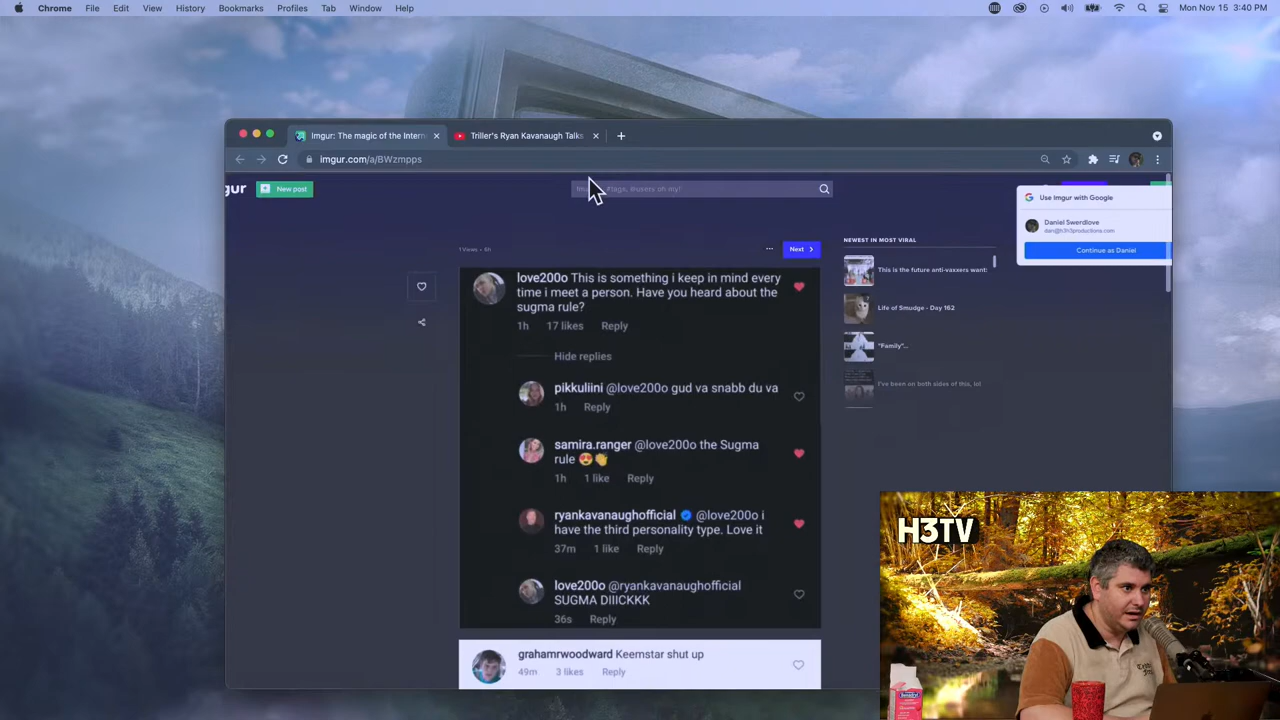 Chrome File Edit View History Bookmarks Profiles Tab Window Help Mon Nov 15 3:40 PM
Imgur: The magic of the Intern Triller's Ryan Kavanaugh Talks
imgur.com/a/BWzmpps
gur New post
Use Imgur with Google
Daniel Swerdlove
dan@h3h3productions.com
Continue as Daniel
1 Views • 6h Next
NEWEST IN MOST VIRAL
This is the future anti-vaxxers want:
Life of Smudge - Day 162
"Family"...
I've been on both sides of this, lol
love200o This is something i keep in mind every
time i meet a person. Have you heard about the
sugma rule?
1h 17 likes Reply
Hide replies
pikkuliini @love200o gud va snabb du va
1h Reply
samira.ranger @love200o the Sugma
rule 😍👏
1h 1 like Reply
ryankavanaughofficial @love200o i
have the third personality type. Love it
37m 1 like Reply
love200o @ryankavanaughofficial
SUGMA DIIICKKK
36s Reply
grahamrwoodward Keemstar shut up
49m 3 likes Reply
H3TV